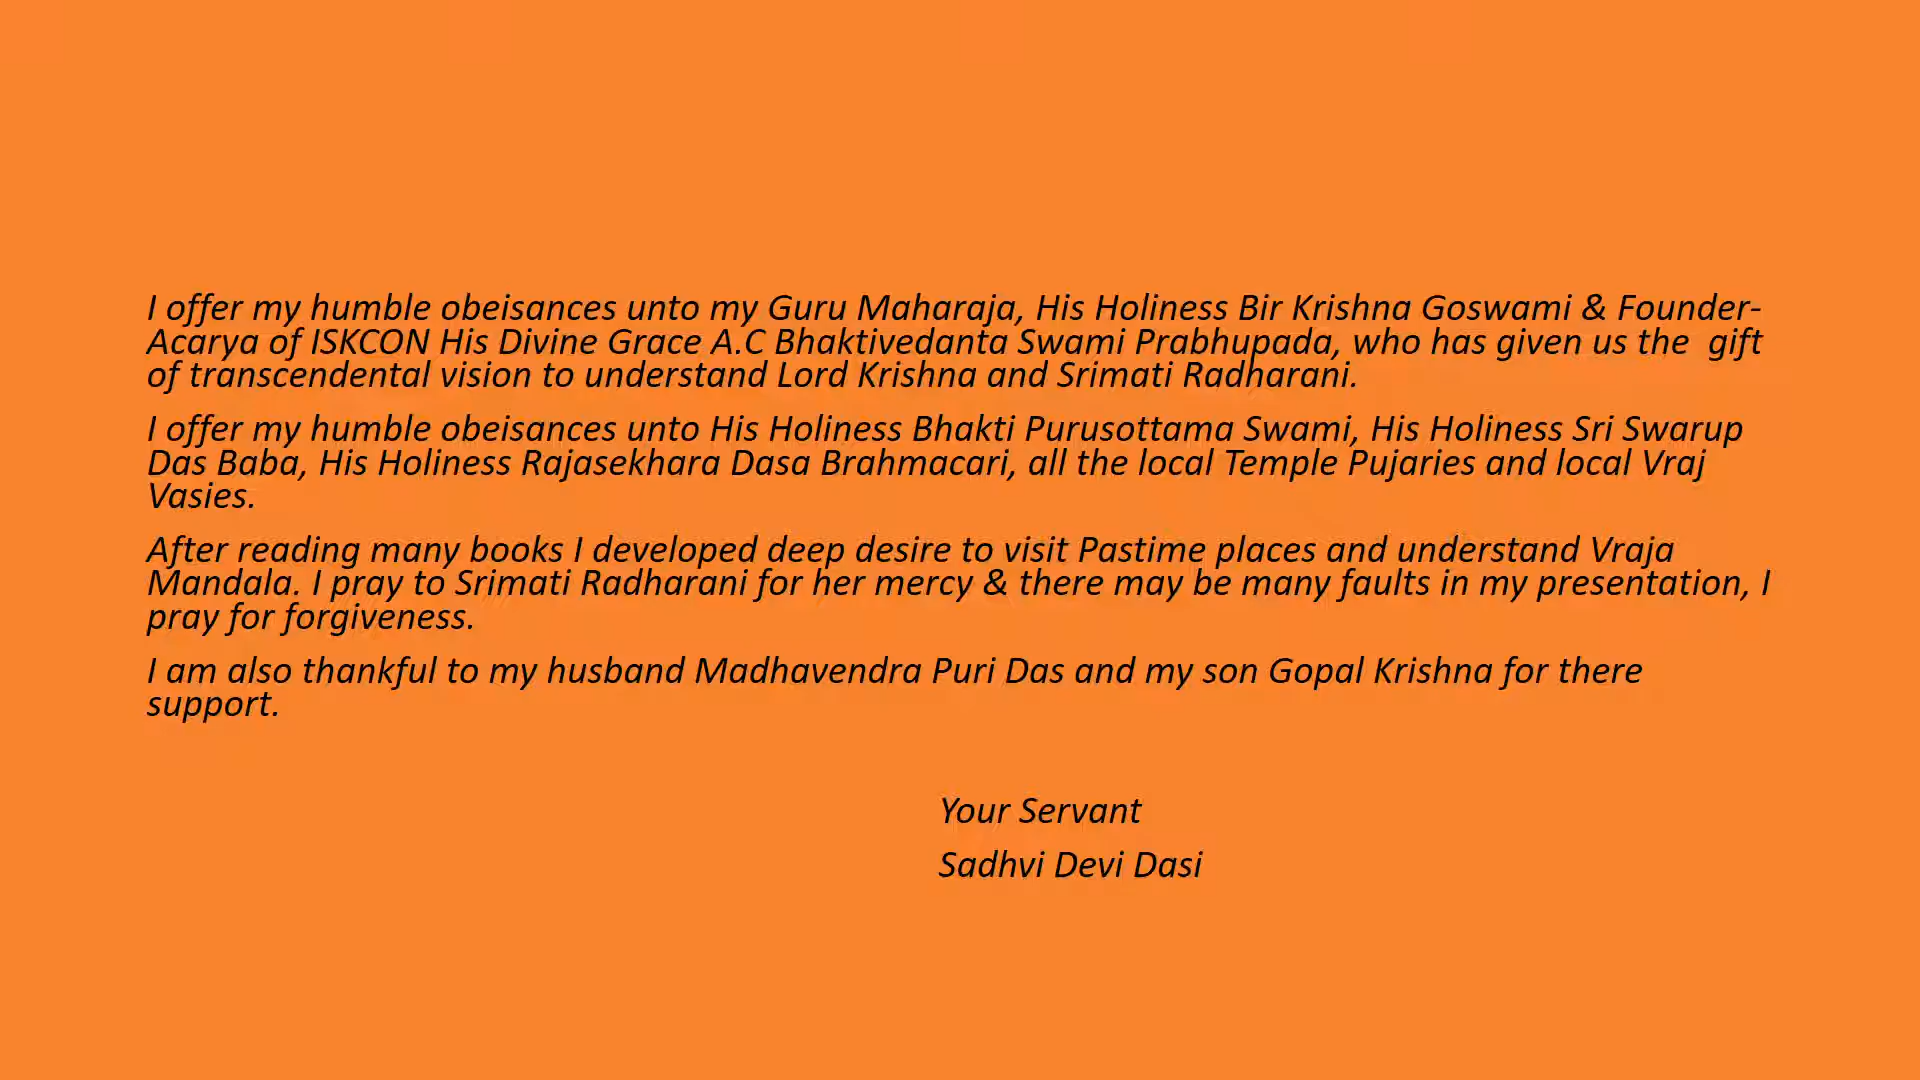 I offer my humble obeisances unto my Guru Maharaja, His Holiness Bir Krishna Goswami & Founder-
Acarya of ISKCON His Divine Grace A.C Bhaktivedanta Swami Prabhupada, who has given us the  gift
of transcendental vision to understand Lord Krishna and Srimati Radharani.
I offer my humble obeisances unto His Holiness Bhakti Purusottama Swami, His Holiness Sri Swarup
Das Baba, His Holiness Rajasekhara Dasa Brahmacari, all the local Temple Pujaries and local Vraj
Vasies.
After reading many books I developed deep desire to visit Pastime places and understand Vraja
Mandala. I pray to Srimati Radharani for her mercy & there may be many faults in my presentation, I
pray for forgiveness.
I am also thankful to my husband Madhavendra Puri Das and my son Gopal Krishna for there
support.
Your Servant
Sadhvi Devi Dasi